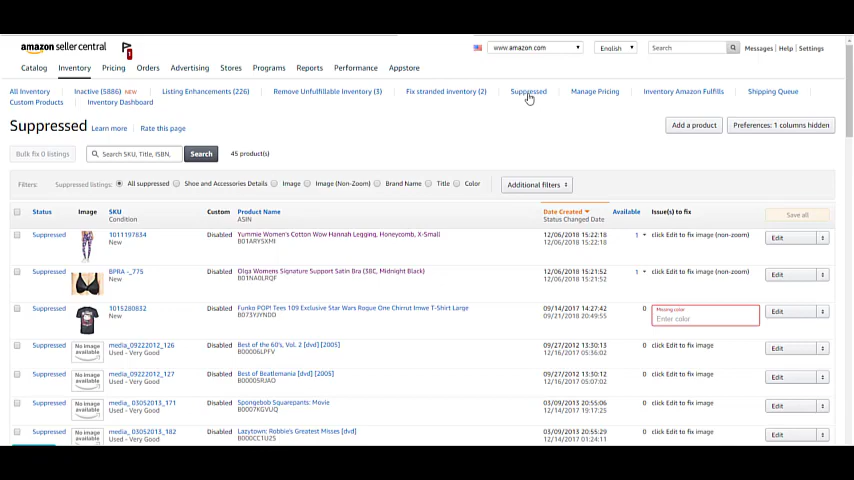 amazon seller central
1
www.amazon.com
English
Search
Messages | Help | Settings
Catalog Inventory Pricing Orders Advertising Stores Programs Reports Performance Appstore
All Inventory Inactive (5886) NEW Listing Enhancements (226) Remove Unfulfillable Inventory (3) Fix stranded inventory (2) Suppressed Manage Pricing Inventory Amazon Fulfills Shipping Queue
Custom Products Inventory Dashboard
Suppressed Learn more Rate this page Add a product Preferences: 1 columns hidden
Bulk fix 0 listings Search SKU, Title, ISBN, Search 45 product(s)
Filters: Suppressed listings: All suppressed Shoe and Accessories Details Image Image (Non-Zoom) Brand Name Title Color Additional filters
Status Image SKU Custom Product Name Date Created Available Issue(s) to fix Save all
Condition ASIN Status Changed Date
Suppressed 1011197834 Disabled Yummie Women's Cotton Wow Hannah Legging, Honeycomb, X-Small 12/06/2018 15:22:18 1 click Edit to fix image (non-zoom) Edit
New B01ARYSXMI 12/06/2018 15:22:18
Suppressed BPRA -_775 Disabled Olga Womens Signature Support Satin Bra (38C, Midnight Black) 12/06/2018 15:21:52 1 click Edit to fix image (non-zoom) Edit
New B01NA0LRQF 12/06/2018 15:21:52
Suppressed 1015280832 Disabled Funko POP! Tees 109 Exclusive Star Wars Rogue One Chirrut Imwe T-Shirt Large 09/14/2017 14:27:42 0 Missing color Edit
New B073YJYNDD 09/21/2018 20:49:55 Enter color
Suppressed No image available media_09222012_126 Disabled Best of the 60's, Vol. 2 [dvd] [2005] 09/27/2012 13:30:13 0 click Edit to fix image Edit
Used - Very Good B00006LPFV 12/16/2017 05:36:02
Suppressed No image available media_09222012_127 Disabled Best of Beatlemania [dvd] [2005] 09/27/2012 13:30:12 0 click Edit to fix image Edit
Used - Very Good B00005RJAO 12/16/2017 05:07:02
Suppressed No image available media_ 03052013_171 Disabled Spongebob Squarepants: Movie 03/09/2013 20:55:06 0 click Edit to fix image Edit
Used - Very Good B0007KGVUQ 12/14/2017 19:17:25
Suppressed No image available media_ 03052013_182 Disabled Lazytown: Robbie's Greatest Misses [dvd] 03/09/2013 20:55:29 0 click Edit to fix image Edit
Used - Very Good B000CC1U2S 12/14/2017 01:24:11